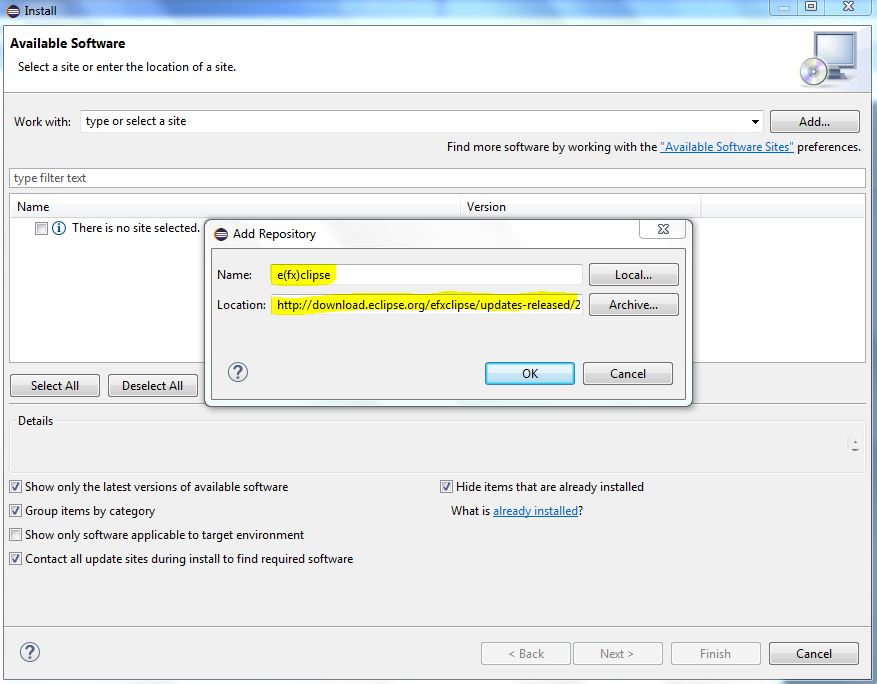 Install
Available Software
Select a site or enter the location of a site.
Work with: type or select a site Add...
Find more software by working with the "Available Software Sites" preferences.
type filter text
Name Version
There is no site selected.
Add Repository
Name: e(fx)clipse Local...
Location: http://download.eclipse.org/efxclipse/updates-released/2 Archive...
OK Cancel
Select All Deselect All
Details
Show only the latest versions of available software Hide items that are already installed
Group items by category What is already installed?
Show only software applicable to target environment
Contact all update sites during install to find required software
< Back Next > Finish Cancel